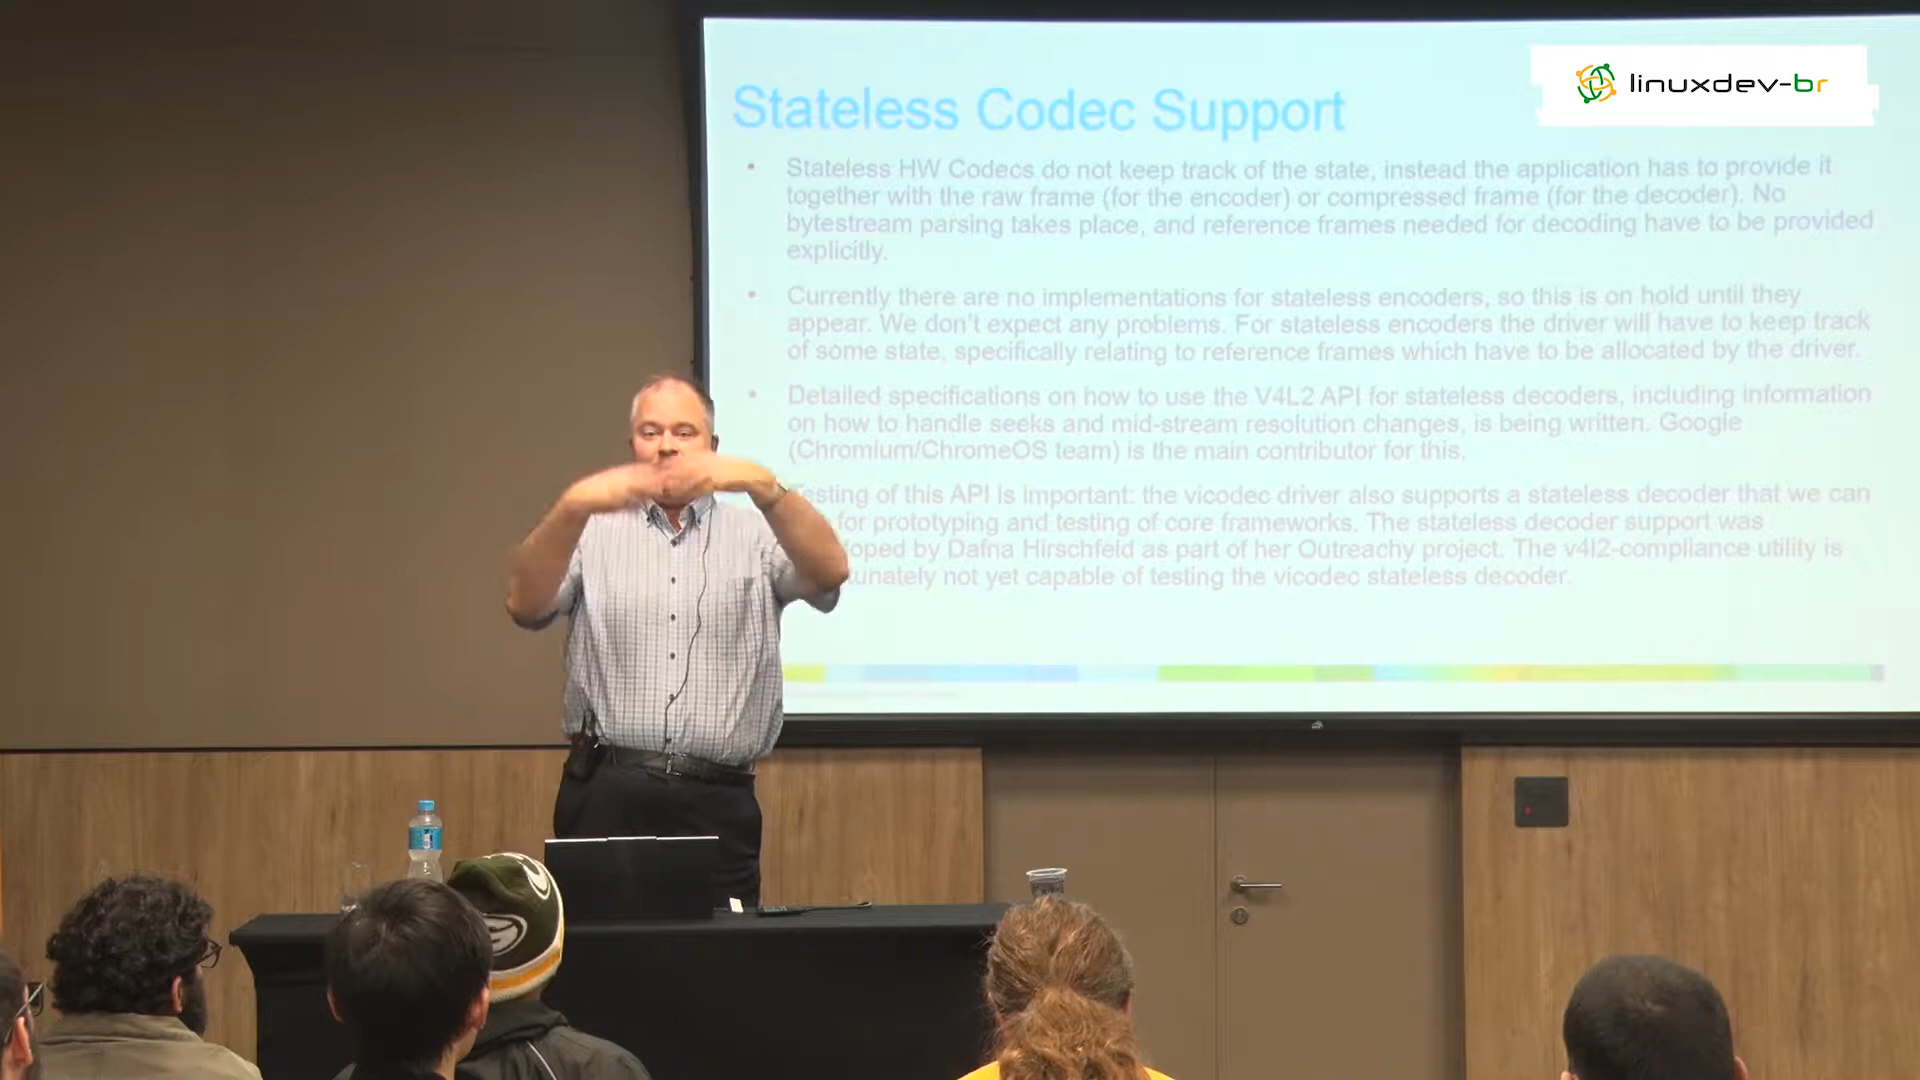 linuxdev-br
Stateless Codec Support
• Stateless HW Codecs do not keep track of the state, instead the application has to provide it
together with the raw frame (for the encoder) or compressed frame (for the decoder). No
bytestream parsing takes place, and reference frames needed for decoding have to be provided
explicitly.
• Currently there are no implementations for stateless encoders, so this is on hold until they
appear. We don't expect any problems. For stateless encoders the driver will have to keep track
of some state, specifically relating to reference frames which have to be allocated by the driver.
• Detailed specifications on how to use the V4L2 API for stateless decoders, including information
on how to handle seeks and mid-stream resolution changes, is being written. Google
(Chromium/ChromeOS team) is the main contributor for this.
esting of this API is important: the vicodec driver also supports a stateless decoder that we can
for prototyping and testing of core frameworks. The stateless decoder support was
oped by Dafna Hirschfeld as part of her Outreachy project. The v4l2-compliance utility is
unately not yet capable of testing the vicodec stateless decoder.